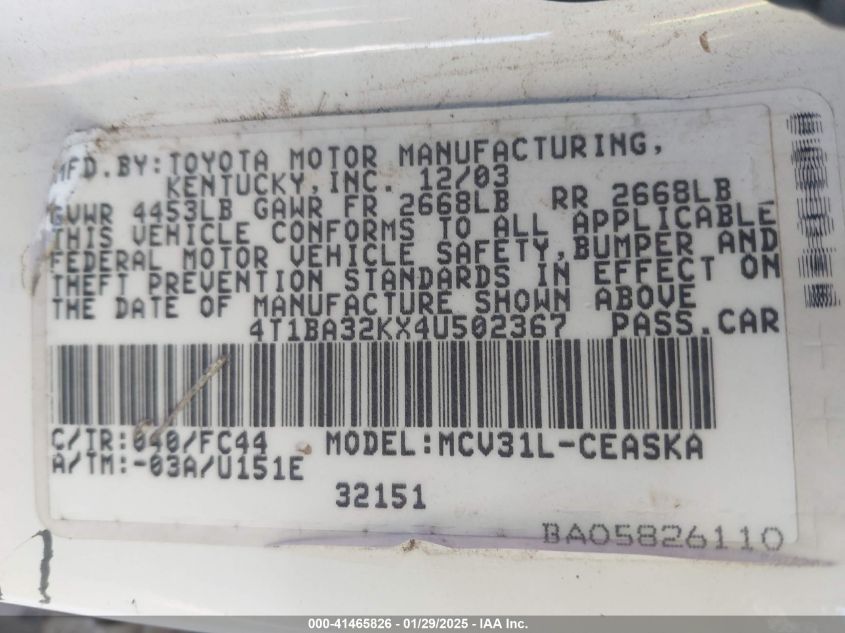 MFD.BY:TOYOTA MOTOR MANUFACTURING,
KENTUCKY,INC. 12/03
GVWR 4453LB GAWR FR 2668LB RR 2668LB
THIS VEHICLE CONFORMS TO ALL APPLICABLE
FEDERAL MOTOR VEHICLE SAFETY,BUMPER AND
THEFT PREVENTION STANDARDS IN EFFECT ON
THE DATE OF MANUFACTURE SHOWN ABOVE
4T1BA32KX4U502367 PASS.CAR
C/TR:040/FC44 MODEL:MCV31L-CEASKA
A/TM:-03A/U151E
32151
BA05826110
000-41465826 / 01/29/2025 - IAA Inc.